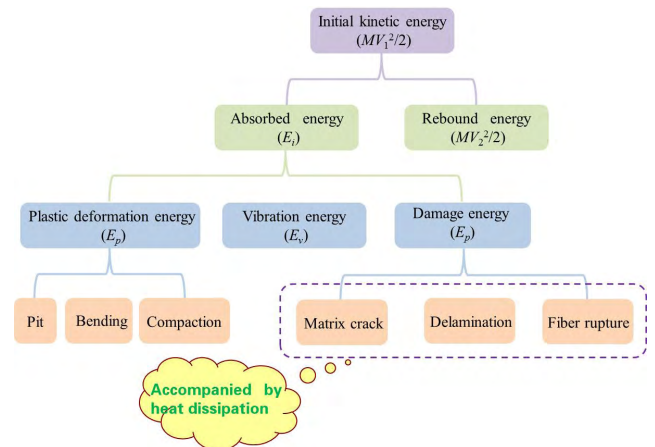 Initial kinetic energy
(MV₁²/2)
Absorbed energy
(Eᵢ)
Rebound energy
(MV₂²/2)
Plastic deformation energy
(Eₚ)
Vibration energy
(Eᵥ)
Damage energy
(Eₚ)
Pit
Bending
Compaction
Matrix crack
Delamination
Fiber rupture
Accompanied by
heat dissipation